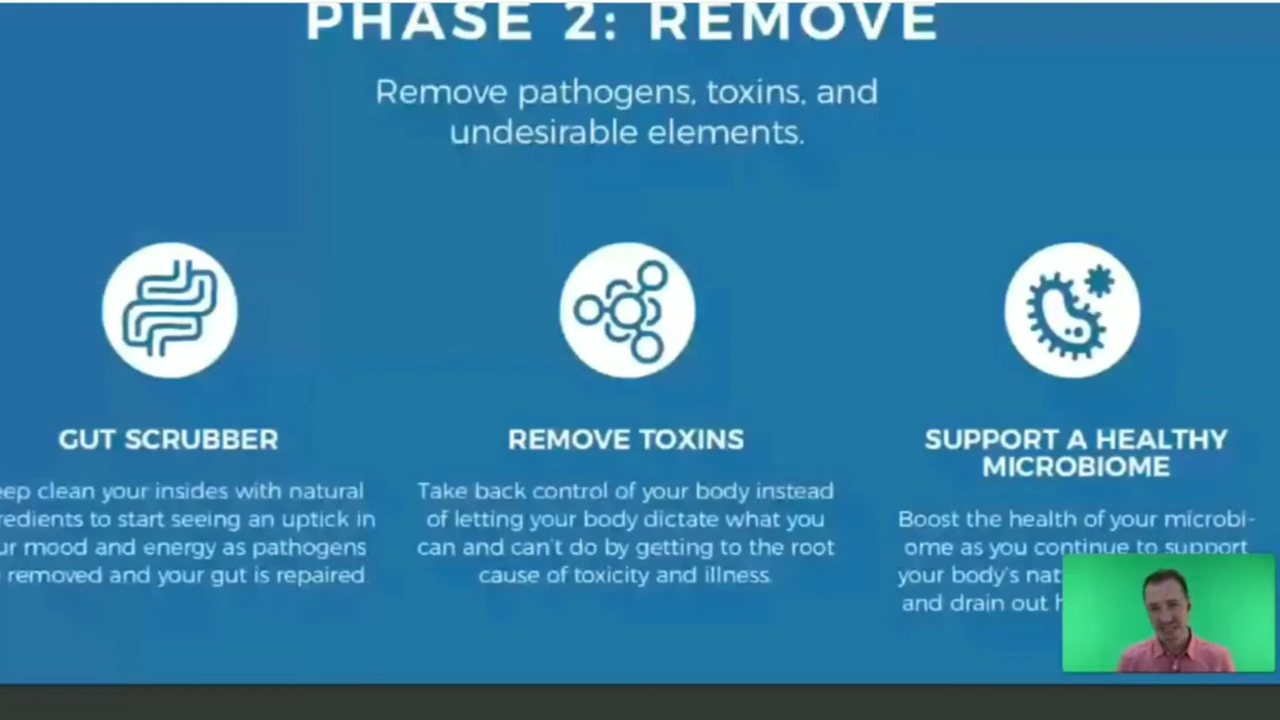 PHASE 2: REMOVE
Remove pathogens, toxins, and
undesirable elements.
GUT SCRUBBER
clean your insides with natural
to start seeing an uptick in
mood and energy as pathogens
removed and your gut is repaired.
REMOVE TOXINS
Take back control of your body instead
of letting your body dictate what you
can and can't do by getting to the root
cause of toxicity and illness.
SUPPORT A HEALTHY
MICROBIOME
Boost the health of your microbi-
ome as you continue to support
your body's
and drain out